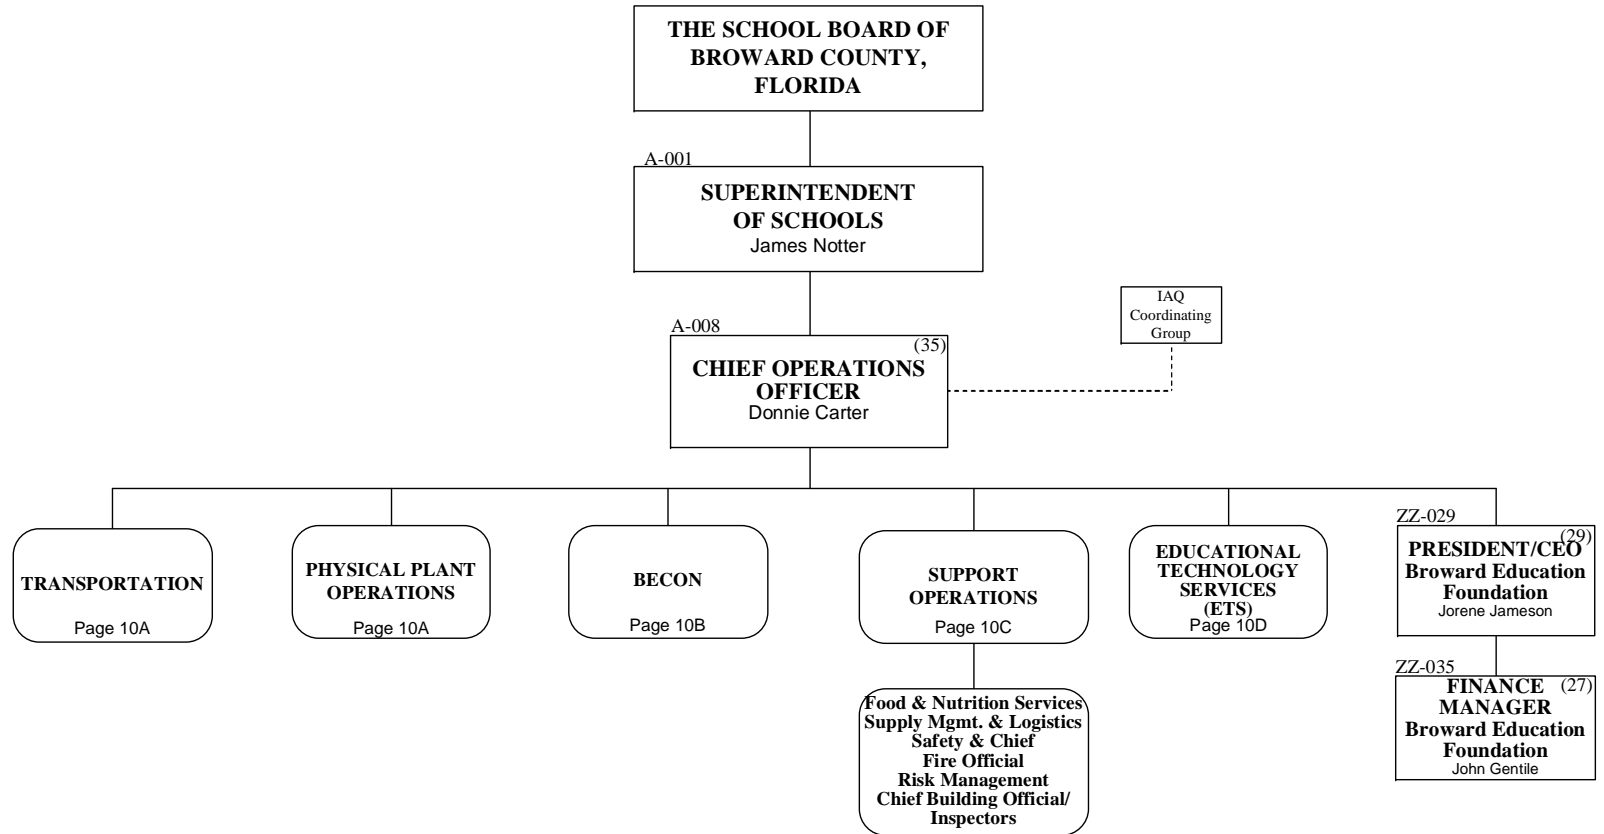 THE SCHOOL BOARD OF
BROWARD COUNTY,
FLORIDA
A-001
SUPERINTENDENT
OF SCHOOLS
James Notter
IAQ
Coordinating
Group
A-008
(35)
CHIEF OPERATIONS
OFFICER
Donnie Carter
TRANSPORTATION
Page 10A
PHYSICAL PLANT
OPERATIONS
Page 10A
BECON
Page 10B
SUPPORT
OPERATIONS
Page 10C
Food & Nutrition Services
Supply Mgmt. & Logistics
Safety & Chief
Fire Official
Risk Management
Chief Building Official/
Inspectors
EDUCATIONAL
TECHNOLOGY
SERVICES
(ETS)
Page 10D
ZZ-029
(29)
PRESIDENT/CEO
Broward Education
Foundation
Jorene Jameson
ZZ-035
FINANCE (27)
MANAGER
Broward Education
Foundation
John Gentile